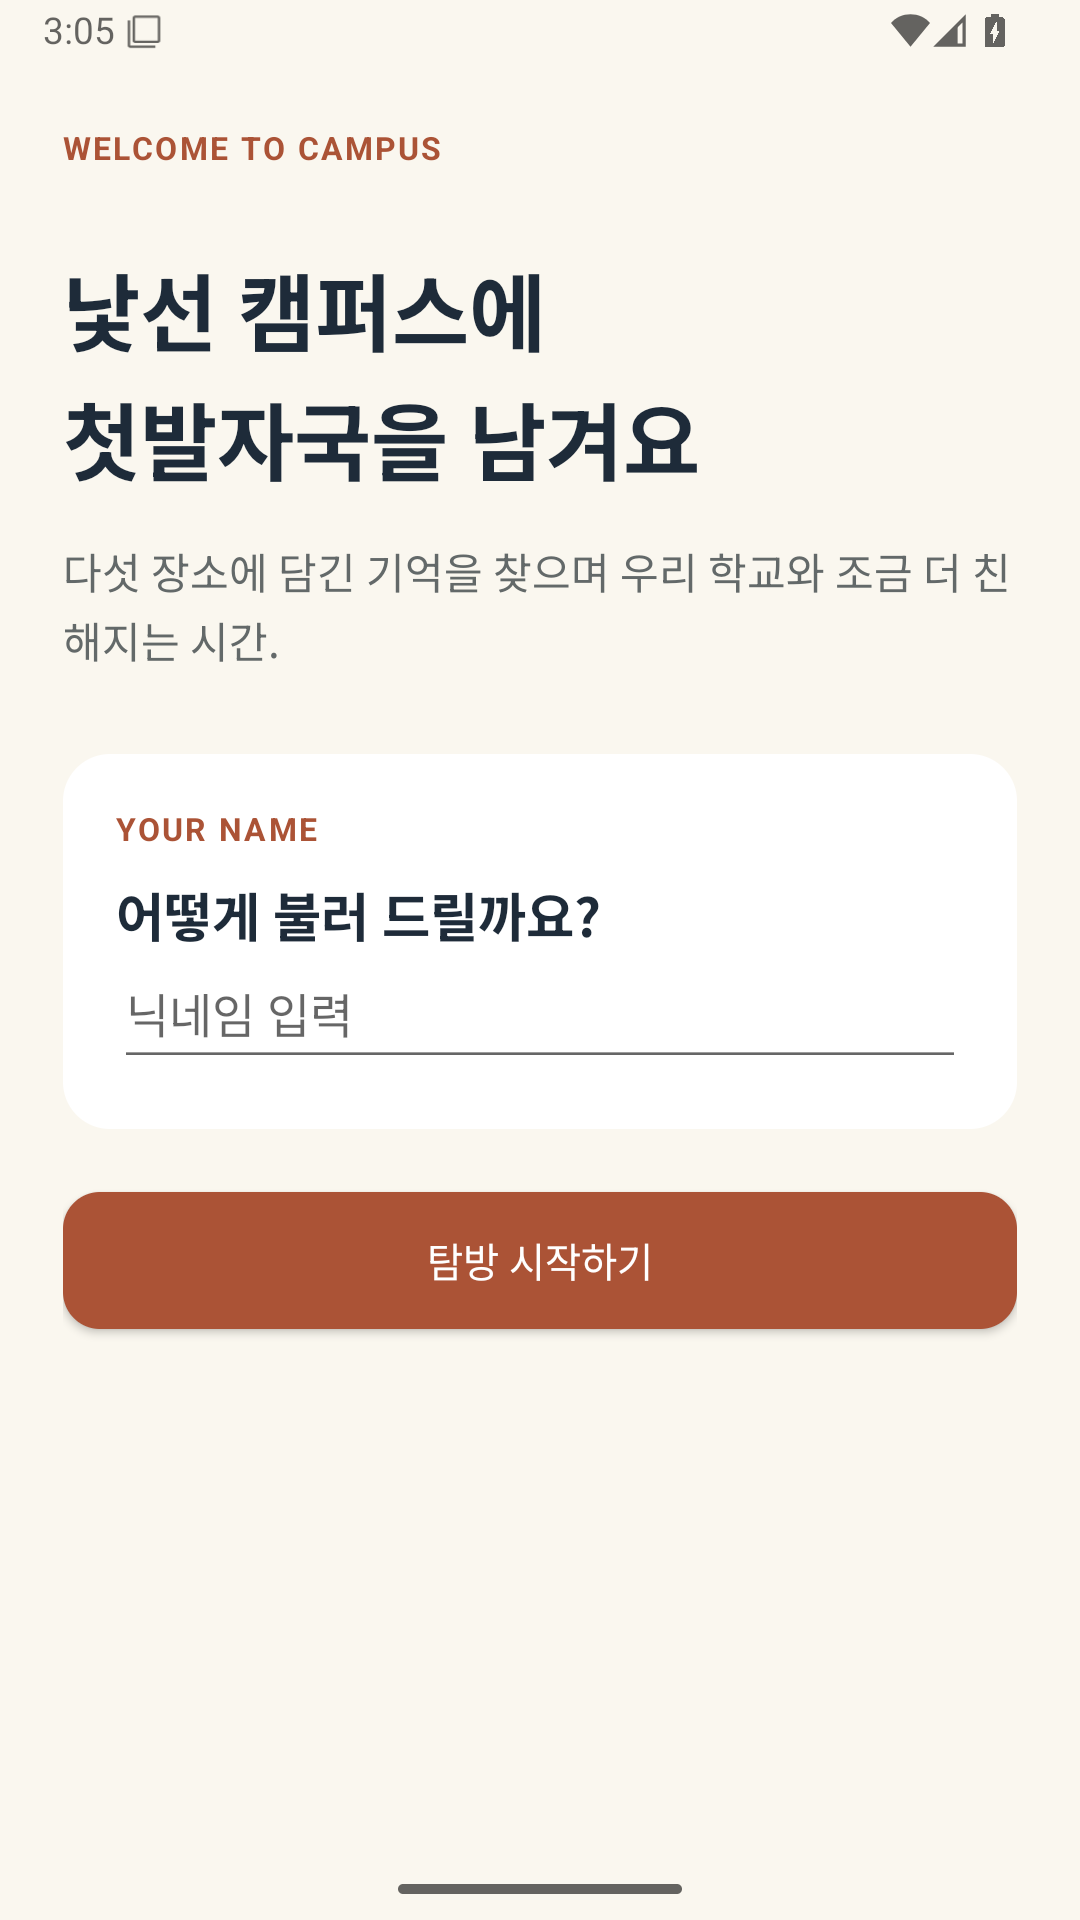 3:05
WELCOME TO CAMPUS
낯선 캠퍼스에
첫발자국을 남겨요
다섯 장소에 담긴 기억을 찾으며 우리 학교와 조금 더 친
해지는 시간.
YOUR NAME
어떻게 불러 드릴까요?
닉네임 입력
탐방 시작하기